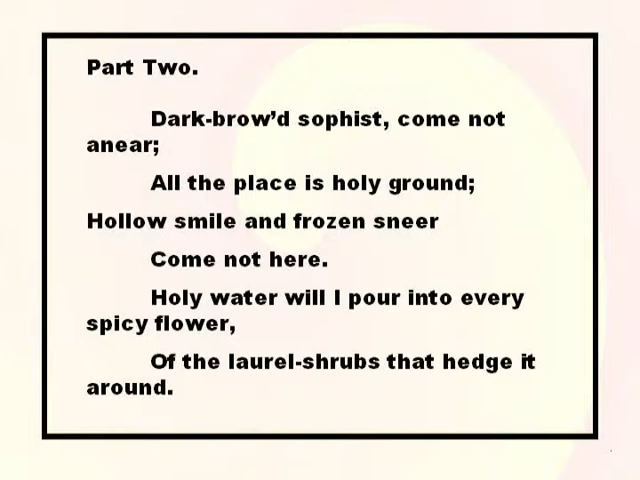 Part Two.
Dark-brow’d sophist, come not
anear;
All the place is holy ground;
Hollow smile and frozen sneer
Come not here.
Holy water will I pour into every
spicy flower,
Of the laurel-shrubs that hedge it
around.